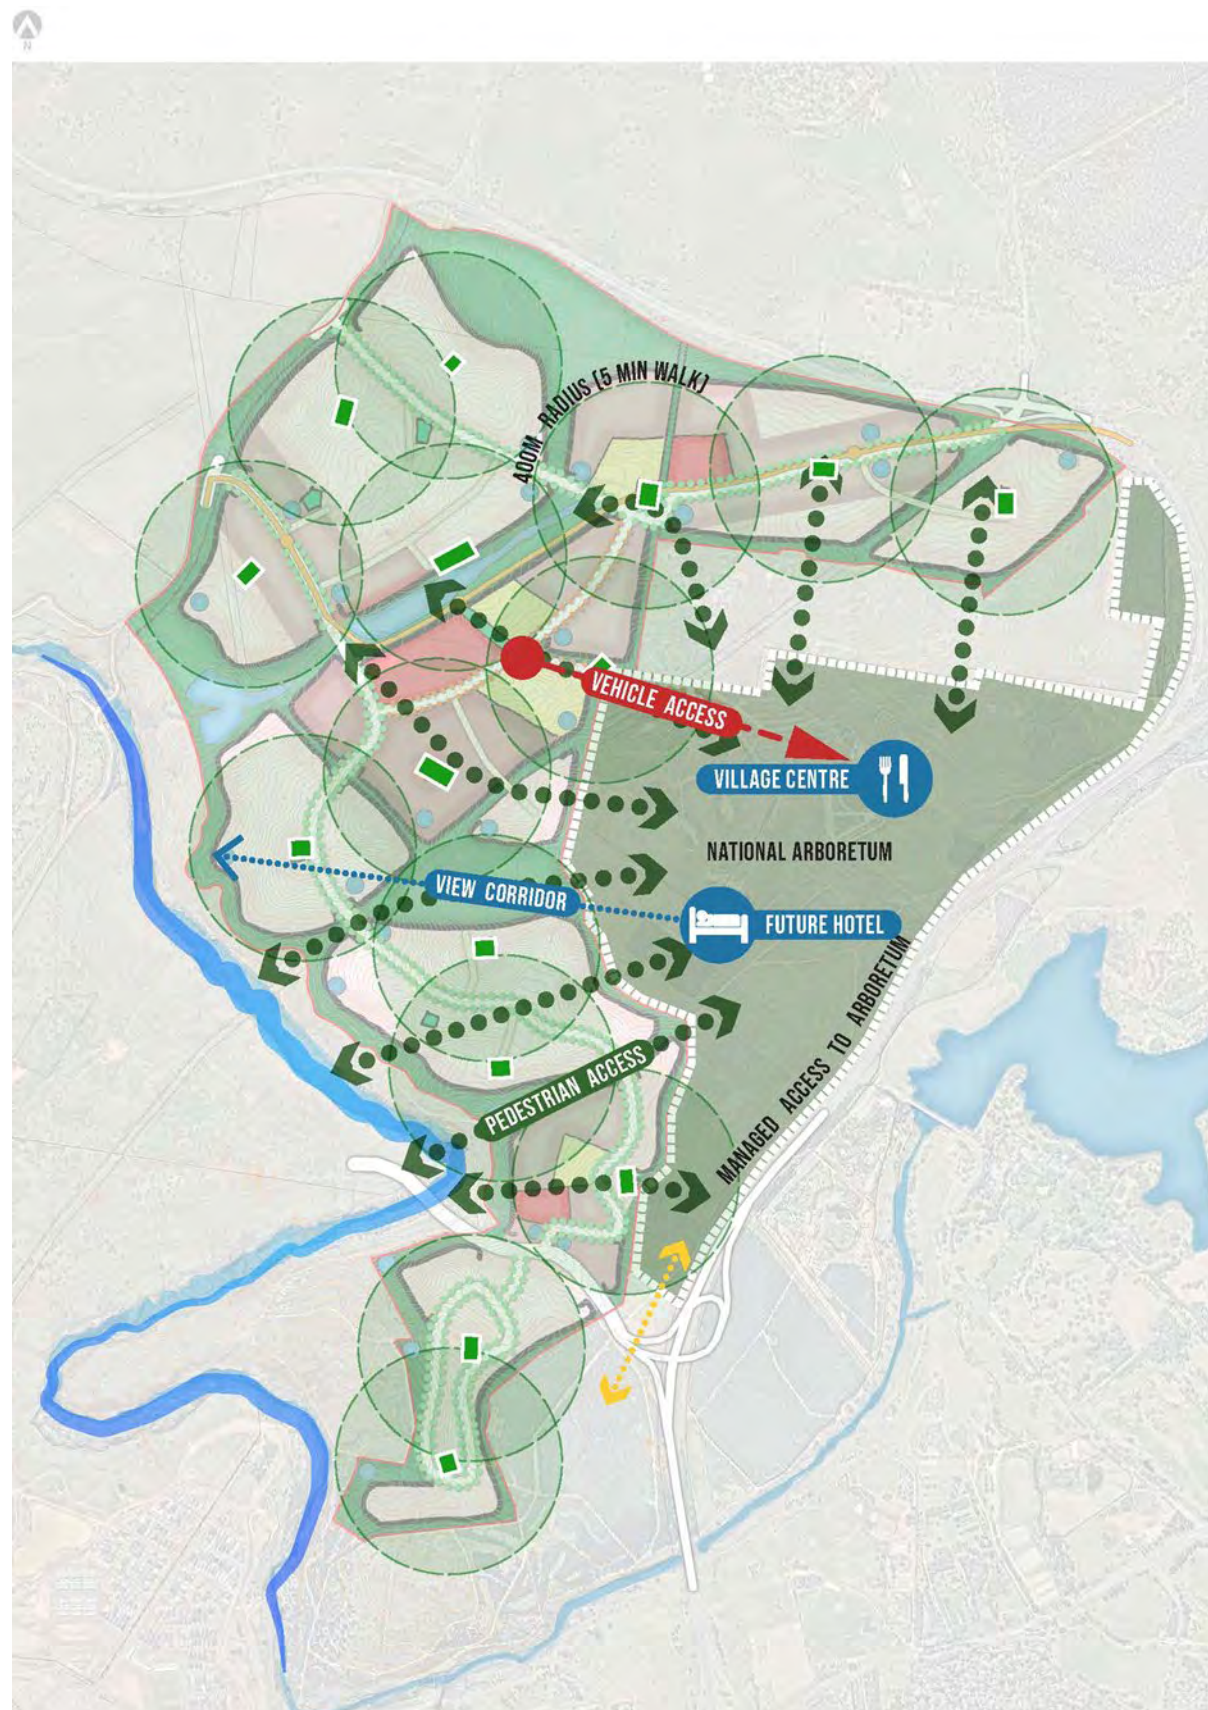 N
AOOM RADIUS (5 MIN WALK)
VEHICLE ACCESS
VILLAGE CENTRE
NATIONAL ARBORETUM
VIEW CORRIDOR
FUTURE HOTEL
MANAGED ACCESS TO ARBORETUM
PEDESTRIAN ACCESS